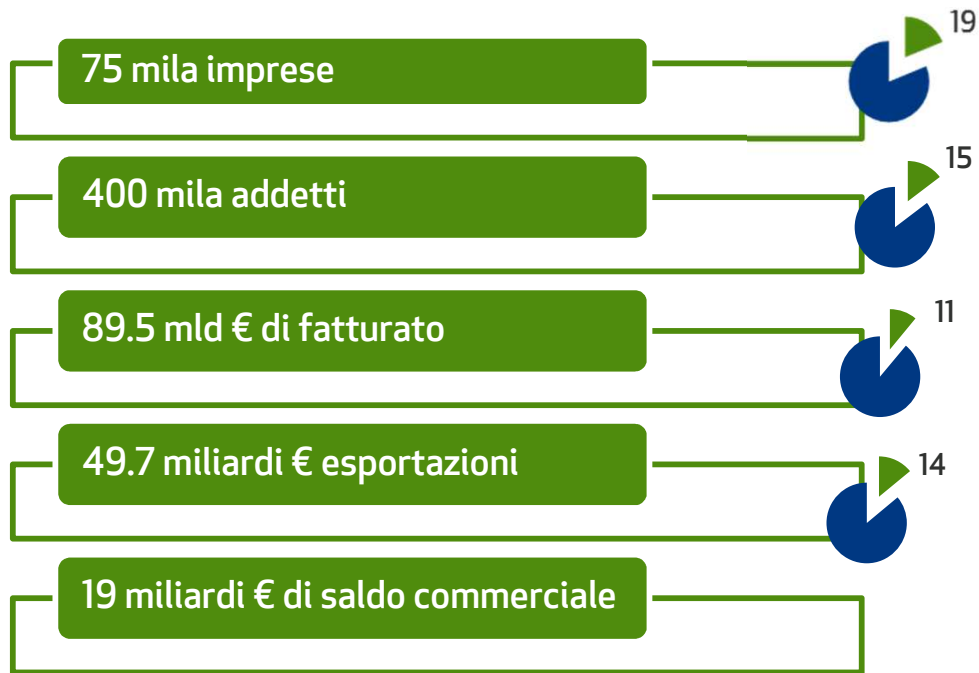 19
75 mila imprese
15
400 mila addetti
89.5 mld € di fatturato
11
49.7 miliardi € esportazioni
14
19 miliardi € di saldo commerciale